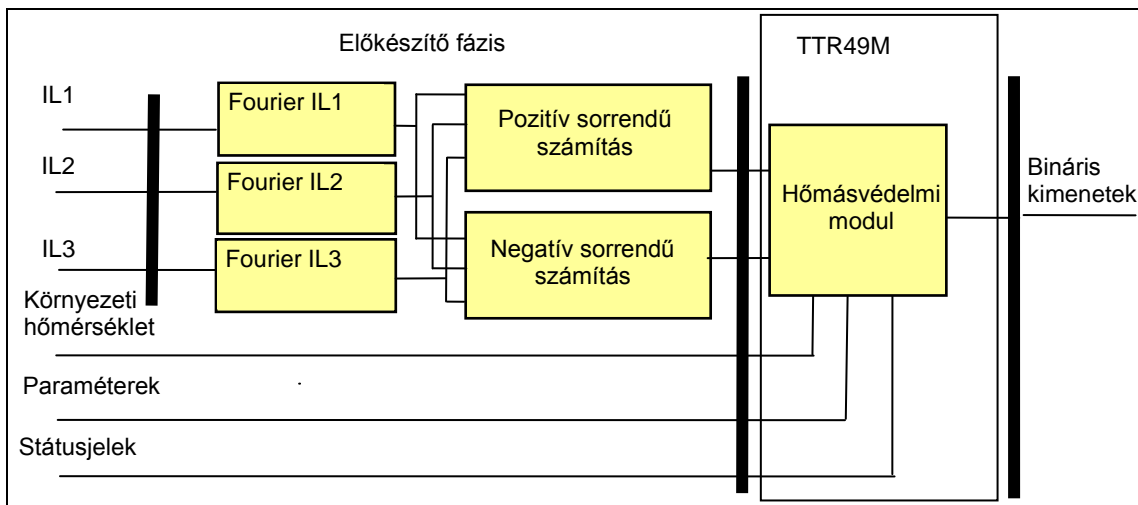 Előkészítő fázis
TTR49M
IL1
IL2
IL3
Fourier IL1
Fourier IL2
Fourier IL3
Pozitív sorrendű
számítás
Negatív sorrendű
számítás
Hőmásvédelmi
modul
Bináris
kimenetek
Környezeti
hőmérséklet
Paraméterek
Státusjelek